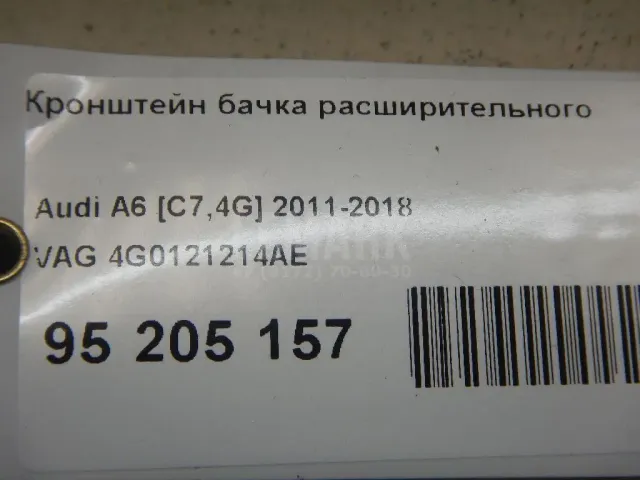 Кронштейн бачка расширительного
Audi A6 [C7,4G] 2011-2018
VAG 4G0121214AE
95 205 157